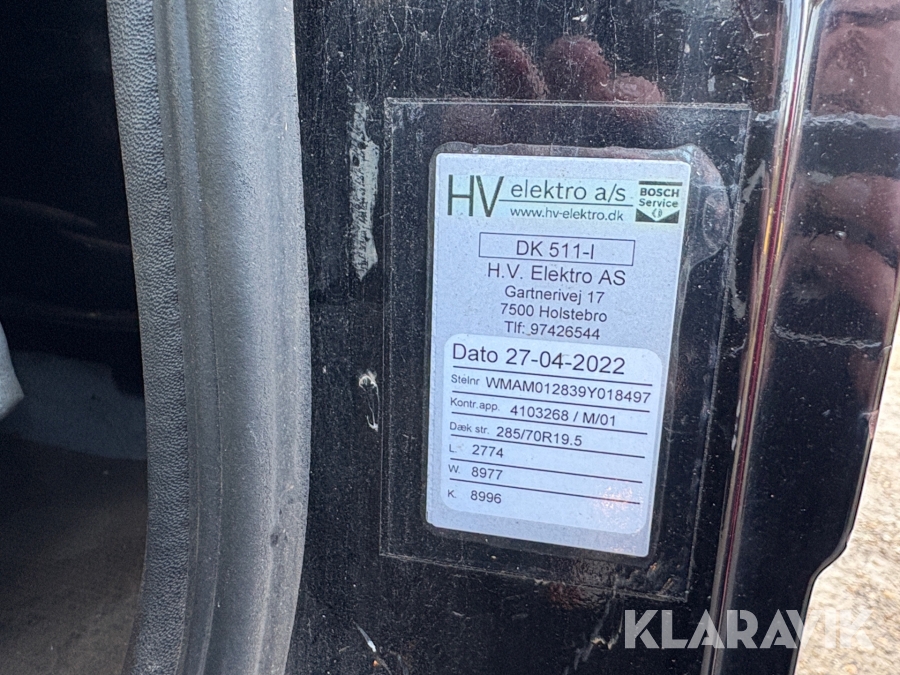 HV elektro a/s
www.hv-elektro.dk
BOSCH
Service
DK 511-I
H.V. Elektro AS
Gartnerivej 17
7500 Holstebro
Tlf: 97426544
Dato 27-04-2022
Stelnr WMAM012839Y018497
Kontr.app. 4103268 / M/01
Dæk str. 285/70R19.5
L. 2774
W. 8977
K. 8996
KLARAVIK